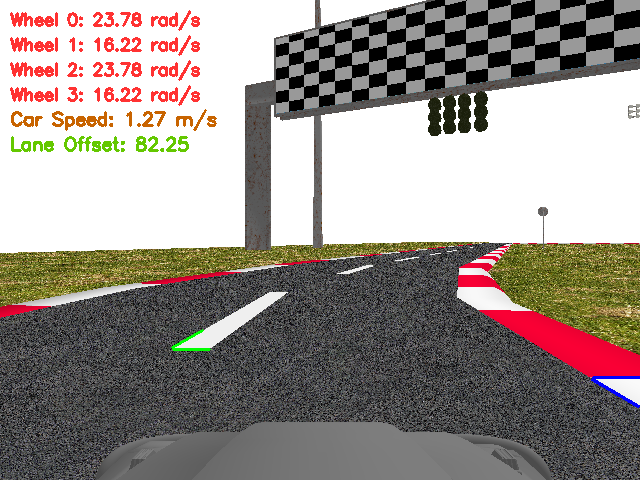 Wheel 0: 23.78 rad/s
Wheel 1: 16.22 rad/s
Wheel 2: 23.78 rad/s
Wheel 3: 16.22 rad/s
Car Speed: 1.27 m/s
Lane Offset: 82.25